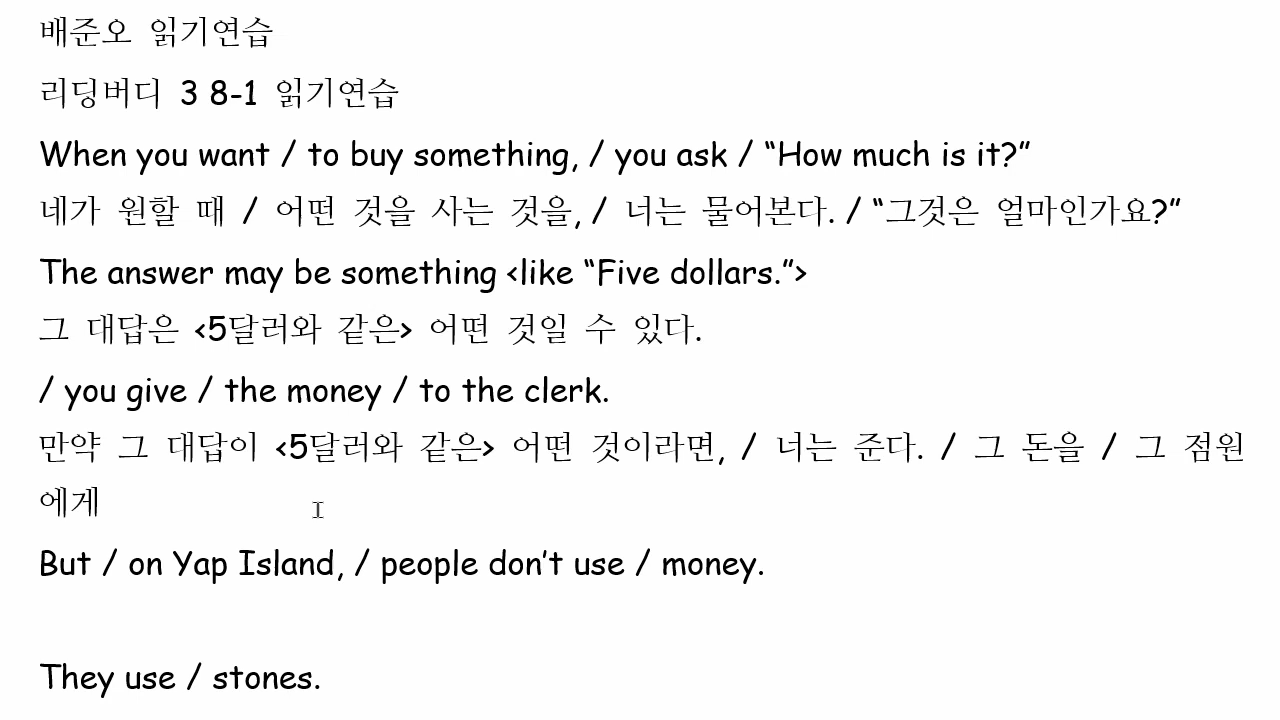 배준오 읽기연습
리딩버디 3 8-1 읽기연습
When you want / to buy something, / you ask / “How much is it?”
네가 원할 때 / 어떤 것을 사는 것을, / 너는 물어본다. / “그것은 얼마인가요?”
The answer may be something <like “Five dollars.”>
그 대답은 <5달러와 같은> 어떤 것일 수 있다.
/ you give / the money / to the clerk.
만약 그 대답이 <5달러와 같은> 어떤 것이라면, / 너는 준다. / 그 돈을 / 그 점원
에게
But / on Yap Island, / people don’t use / money.
They use / stones.